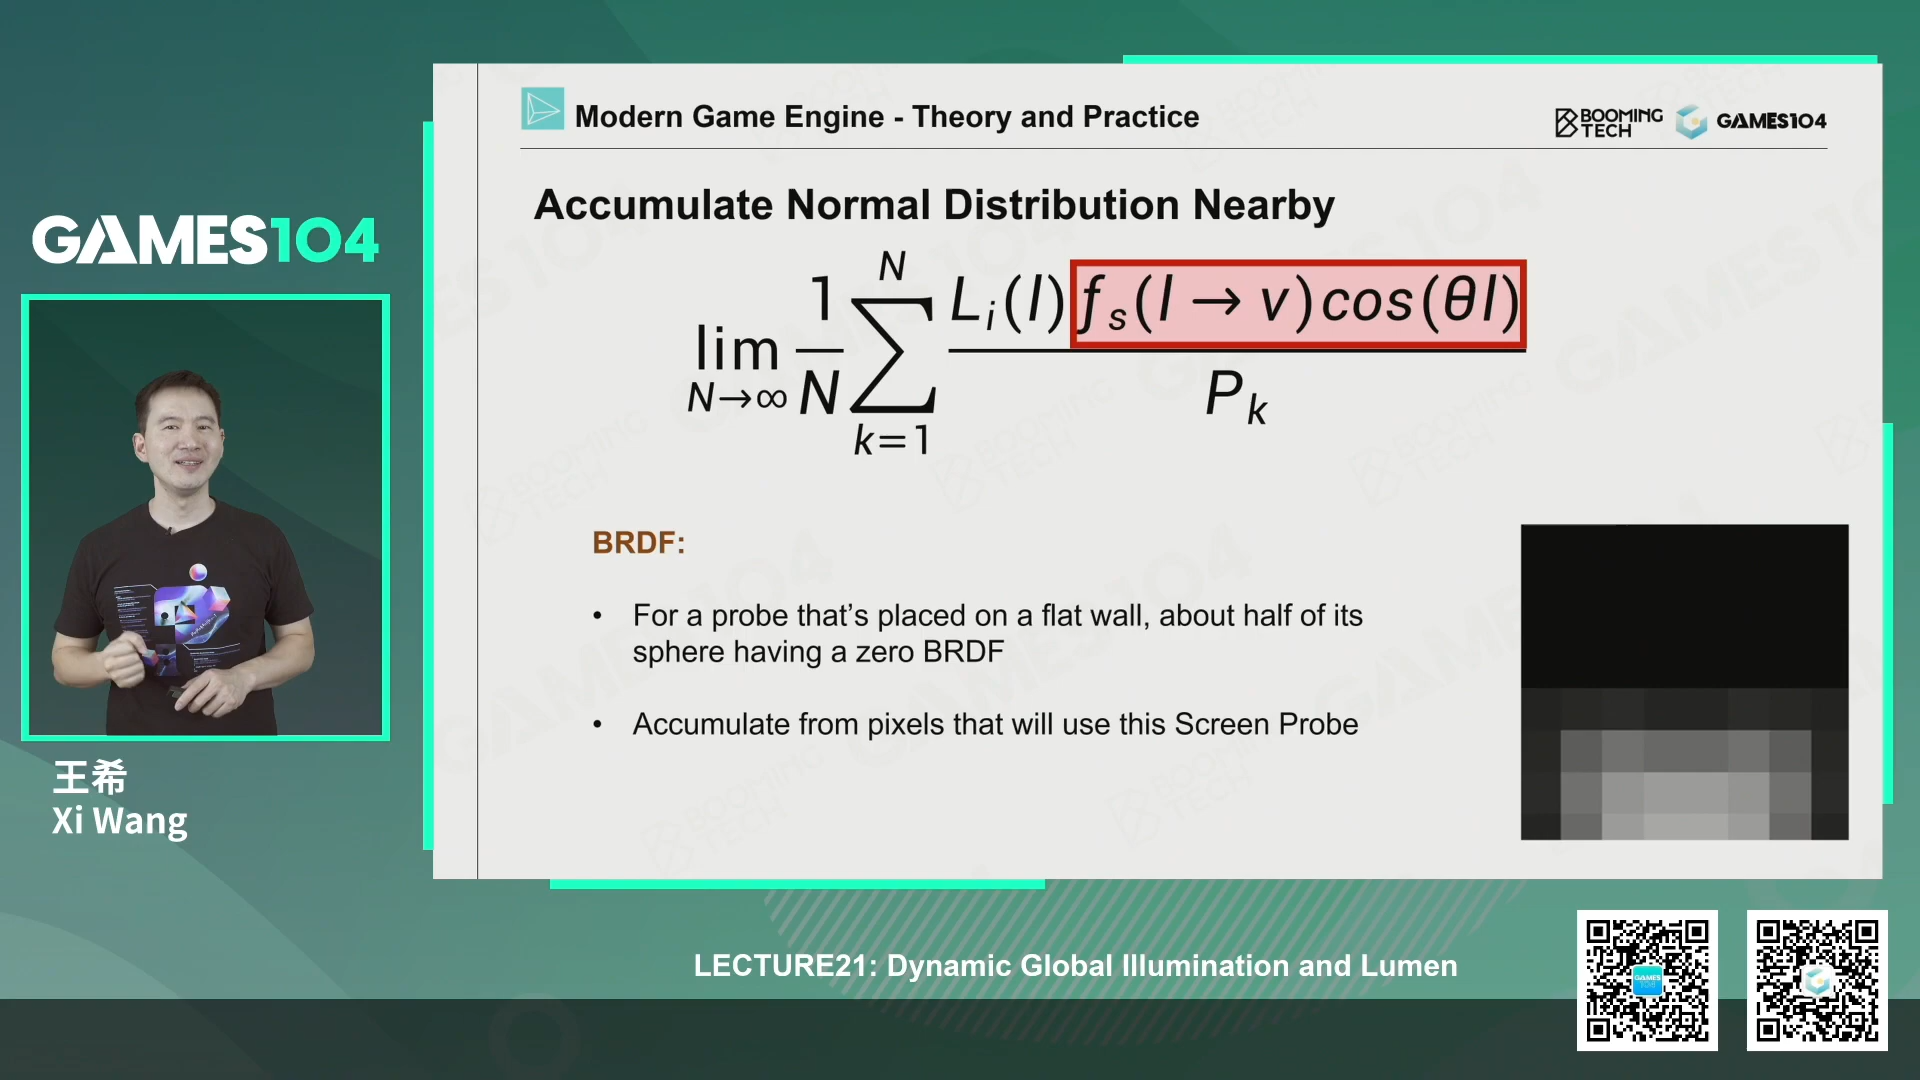 Modern Game Engine - Theory and Practice
BOOMING
TECH
GAMES104
Accumulate Normal Distribution Nearby
lim N→∞ 1/N ∑ k=1 N L_i(l) f_s(l → v)cos(θl) / P_k
GAMES104
BRDF:
• For a probe that’s placed on a flat wall, about half of its
sphere having a zero BRDF
• Accumulate from pixels that will use this Screen Probe
王希
Xi Wang
LECTURE21: Dynamic Global Illumination and Lumen